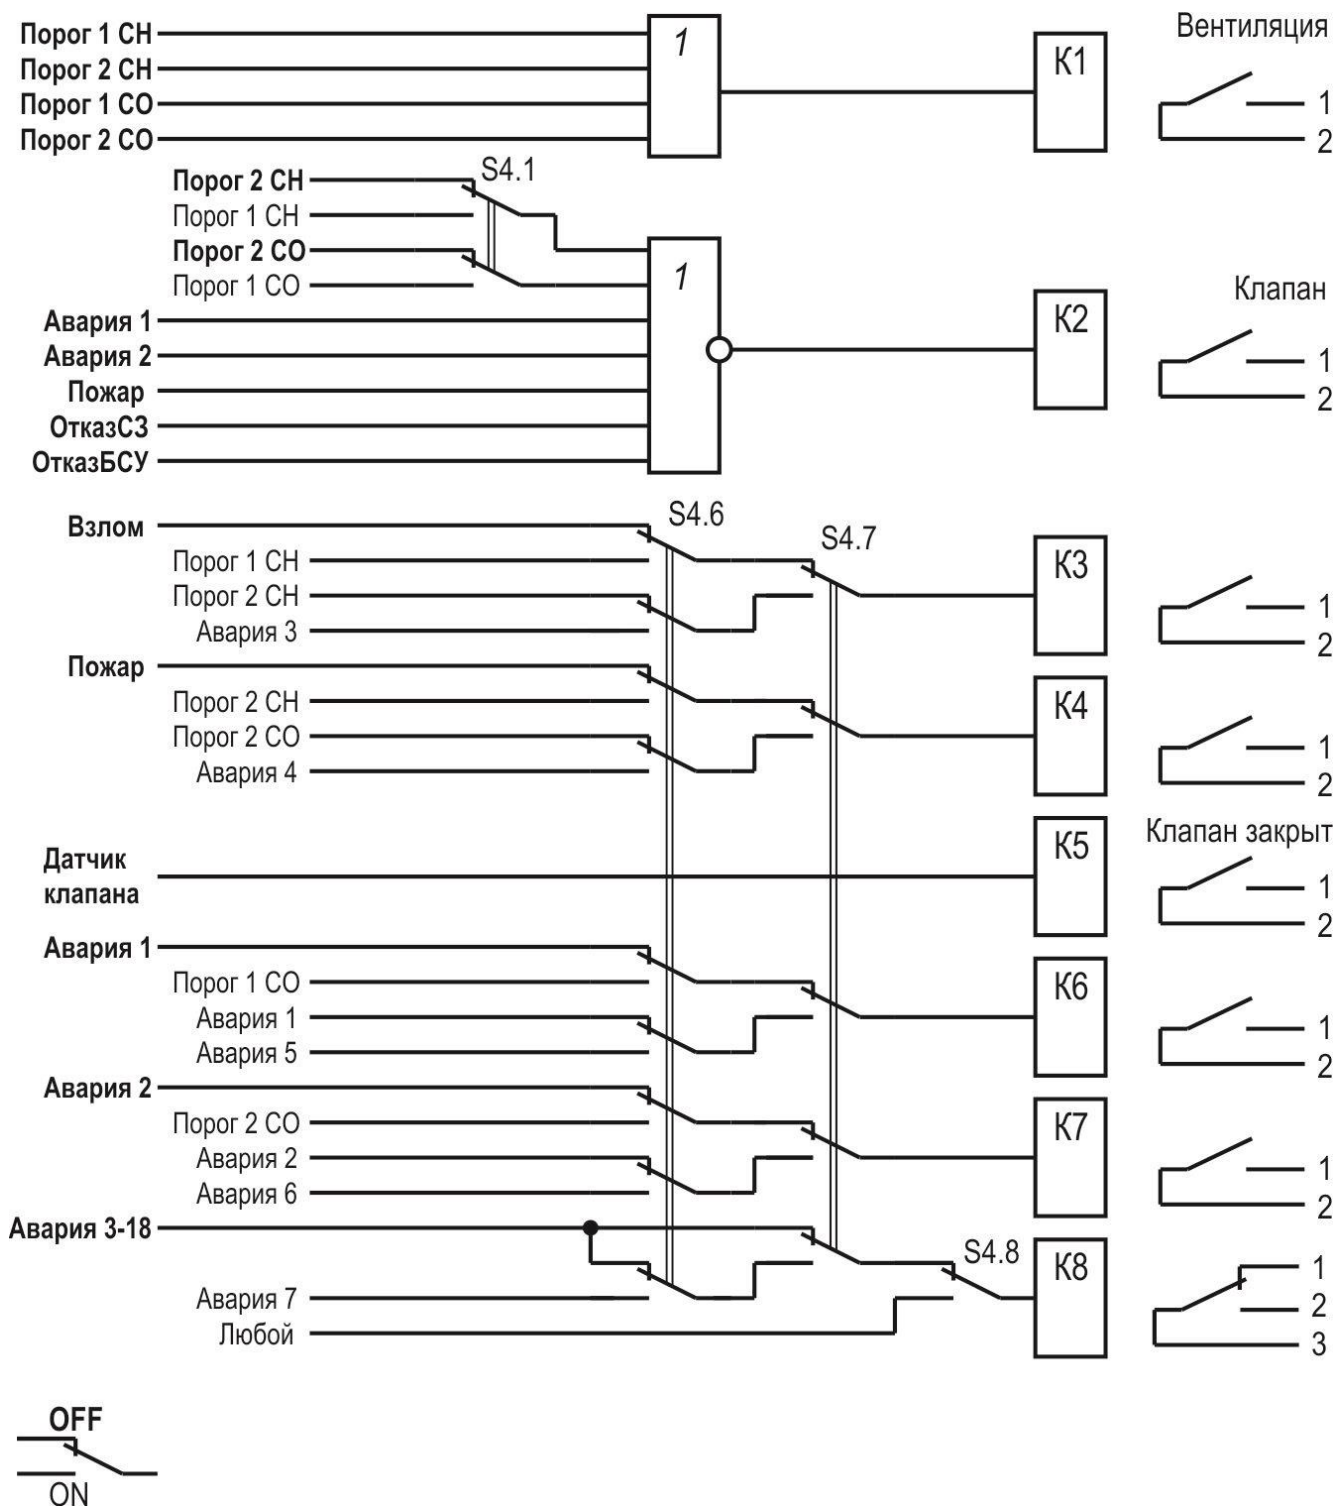 Порог 1 СН
Порог 2 СН
Порог 1 СО
Порог 2 СО
1
К1
Вентиляция
1
2
S4.1
Порог 2 СН
Порог 1 СН
Порог 2 СО
Порог 1 СО
Авария 1
Авария 2
Пожар
ОтказСЗ
ОтказБСУ
1
К2
Клапан
1
2
S4.6
S4.7
Взлом
Порог 1 СН
Порог 2 СН
Авария 3
К3
1
2
Пожар
Порог 2 СН
Порог 2 СО
Авария 4
К4
1
2
Датчик
клапана
К5
Клапан закрыт
1
2
Авария 1
Порог 1 СО
Авария 1
Авария 5
К6
1
2
Авария 2
Порог 2 СО
Авария 2
Авария 6
К7
1
2
Авария 3-18
Авария 7
Любой
S4.8
К8
1
2
3
OFF
ON